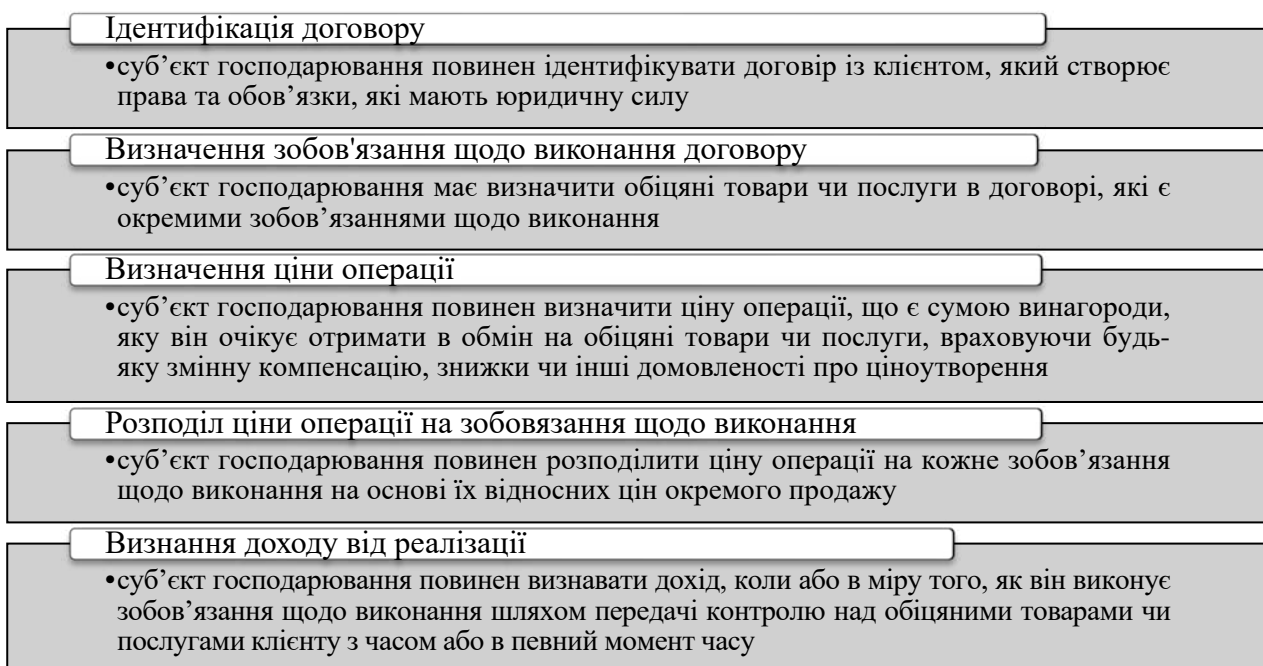 Ідентифікація договору
•суб’єкт господарювання повинен ідентифікувати договір із клієнтом, який створює
права та обов’язки, які мають юридичну силу
Визначення зобов'язання щодо виконання договору
•суб’єкт господарювання має визначити обіцяні товари чи послуги в договорі, які є
окремими зобов’язаннями щодо виконання
Визначення ціни операції
•суб’єкт господарювання повинен визначити ціну операції, що є сумою винагороди,
яку він очікує отримати в обмін на обіцяні товари чи послуги, враховуючи будь-
яку змінну компенсацію, знижки чи інші домовленості про ціноутворення
Розподіл ціни операції на зобовязання щодо виконання
•суб’єкт господарювання повинен розподілити ціну операції на кожне зобов’язання
щодо виконання на основі їх відносних цін окремого продажу
Визнання доходу від реалізації
•суб’єкт господарювання повинен визнавати дохід, коли або в міру того, як він виконує
зобов’язання щодо виконання шляхом передачі контролю над обіцяними товарами чи
послугами клієнту з часом або в певний момент часу